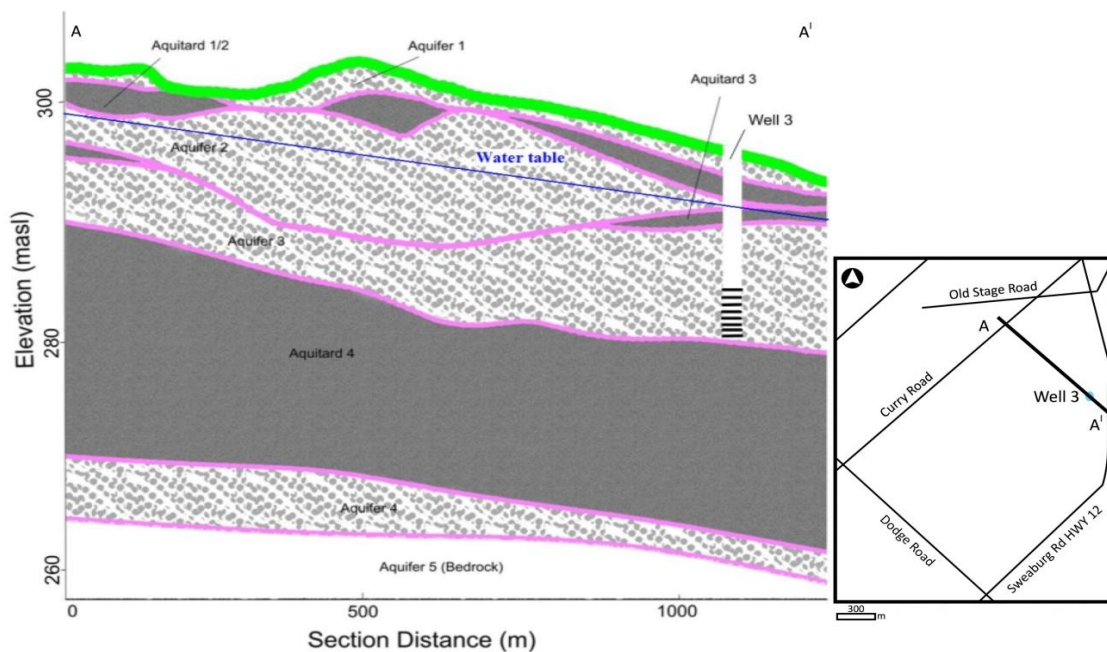 A
A'
Aquitard 1/2
Aquifer 1
Aquitard 3
Well 3
300
Aquifer 2
Water table
Aquifer 3
280
Aquitard 4
Aquifer 4
260
Aquifer 5 (Bedrock)
Elevation (masl)
0
500
1000
Section Distance (m)
Old Stage Road
A
Curry Road
Well 3
A'
Dodge Road
Sweaburg Rd HWY 12
300
m